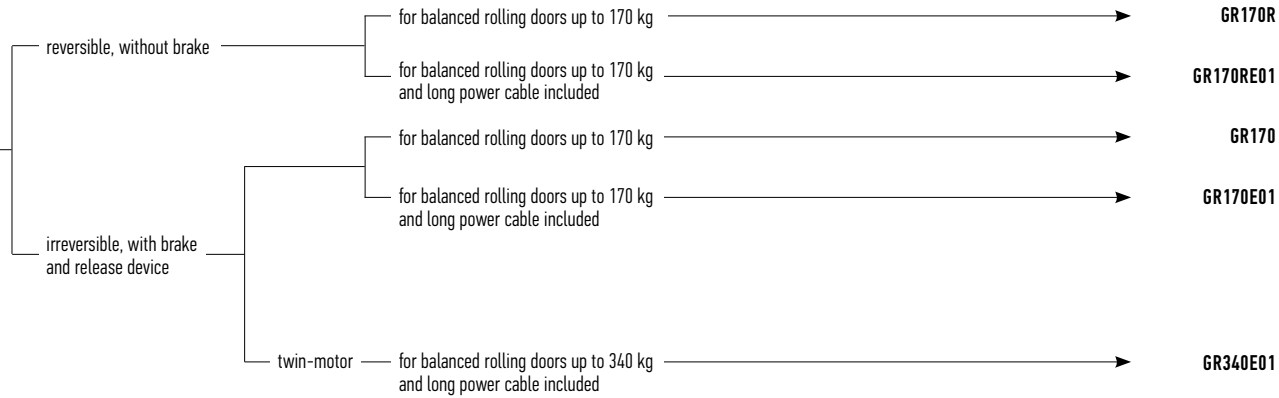 for balanced rolling doors up to 170 kg
GR170R
reversible, without brake
for balanced rolling doors up to 170 kg
and long power cable included
GR170RE01
for balanced rolling doors up to 170 kg
GR170
for balanced rolling doors up to 170 kg
and long power cable included
GR170E01
irreversible, with brake
and release device
twin-motor
for balanced rolling doors up to 340 kg
and long power cable included
GR340E01